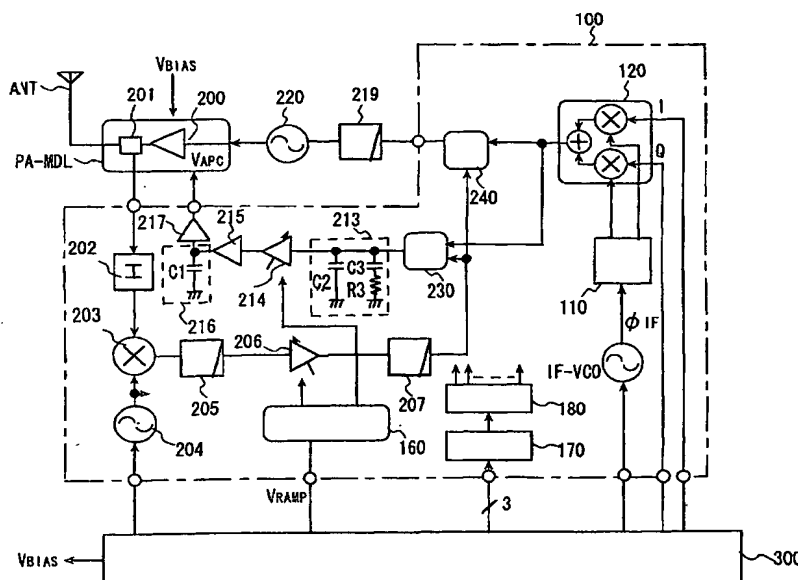 100
VBIAS
ANT
201
200
220
219
120
I
Q
PA-MDL
VAPC
240
217
215
213
202
C1
C2
C3
R3
230
110
214
216
φIF
203
206
IF-VCO
205
207
180
204
160
170
VRAMP
3
VBIAS
300